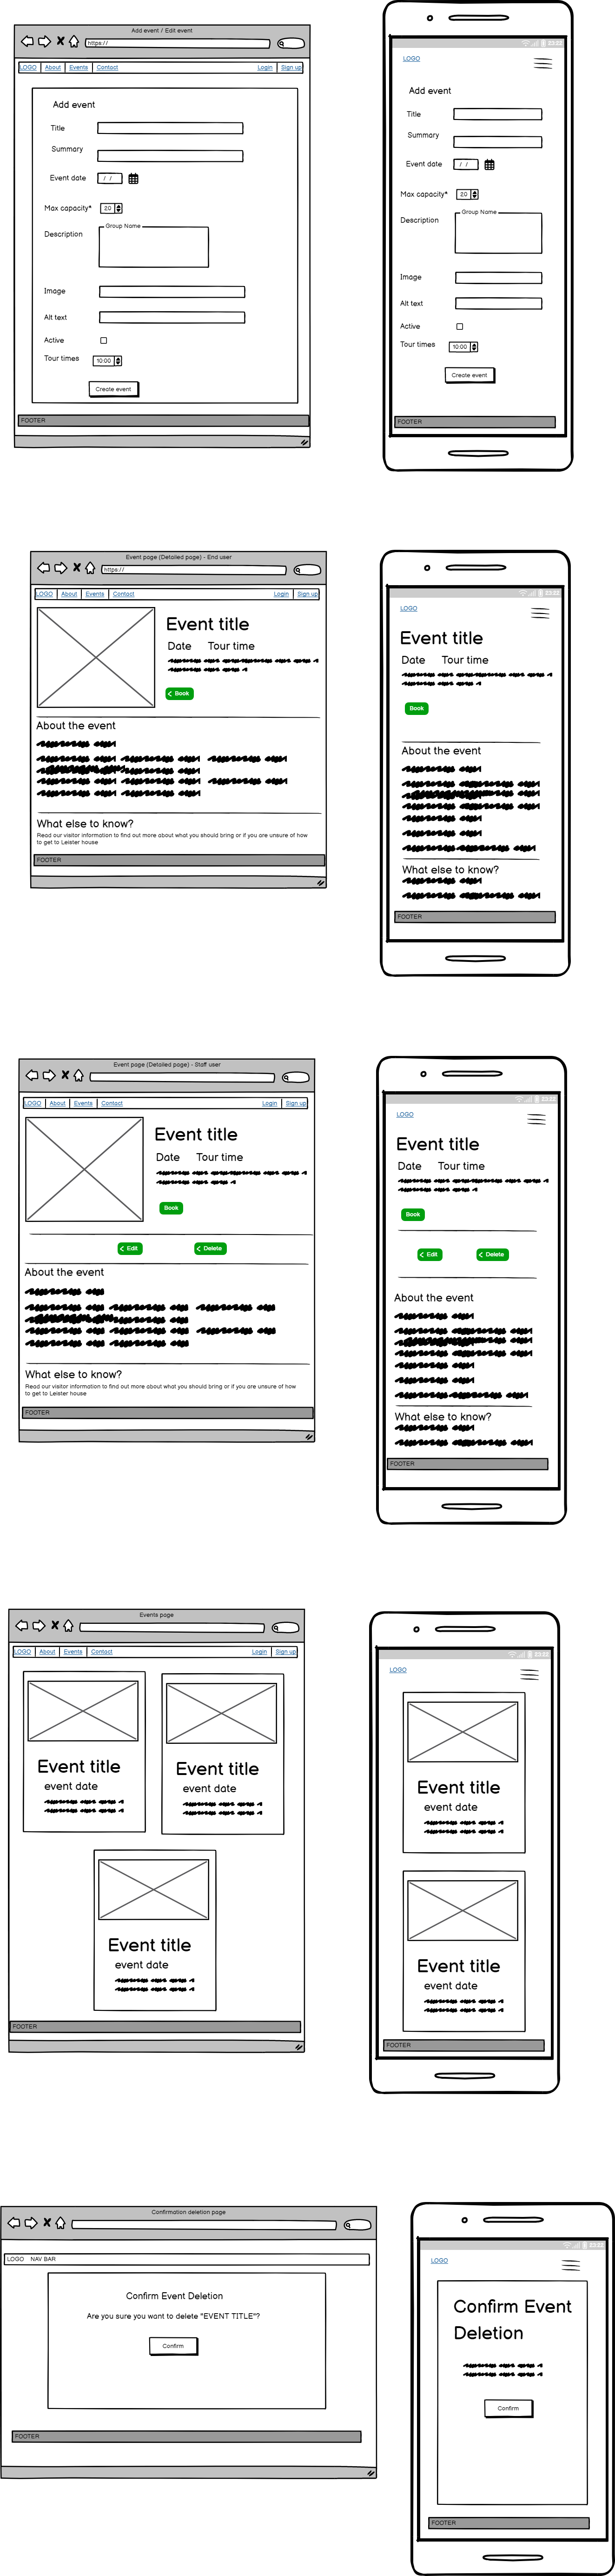 Add event / Edit event
https://
LOGO About Events Contact Login Sign up
Add event
Title
Summary
Event date / /
Max capacity* 20
Description Group Name
Image
Alt text
Active
Tour times 10:00
Create event
FOOTER
LOGO
Add event
Title
Summary
Event date / /
Max capacity* 20
Description Group Name
Image
Alt text
Active
Tour times 10:00
Create event
FOOTER
Event page (Detailed page) - End user
https://
LOGO About Events Contact Login Sign up
Event title
Date Tour time
Book
About the event
What else to know?
Read our visitor information to find out more about what you should bring or if you are unsure of how
to get to Leister house
FOOTER
LOGO
Event title
Date Tour time
Book
About the event
What else to know?
FOOTER
Event page (Detailed page) - Staff user
LOGO About Events Contact Login Sign up
Event title
Date Tour time
Book
Edit Delete
About the event
What else to know?
Read our visitor information to find out more about what you should bring or if you are unsure of how
to get to Leister house
FOOTER
LOGO
Event title
Date Tour time
Book
Edit Delete
About the event
What else to know?
FOOTER
Events page
LOGO About Events Contact Login Sign up
Event title
event date
Event title
event date
Event title
event date
FOOTER
LOGO
Event title
event date
Event title
event date
FOOTER
Confirmation deletion page
LOGO NAV BAR
Confirm Event Deletion
Are you sure you want to delete "EVENT TITLE"?
Confirm
FOOTER
LOGO
Confirm Event
Deletion
Confirm
FOOTER